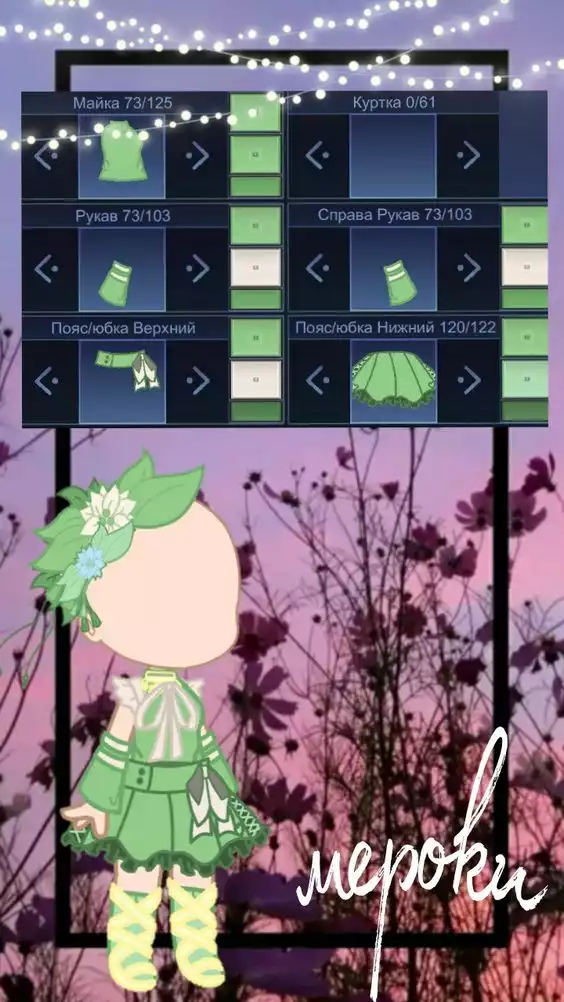 Майка 73/125
Куртка 0/61
Рукав 73/103
Справа Рукав 73/103
Пояс/юбка Верхний
Пояс/юбка Нижний 120/122
мероки